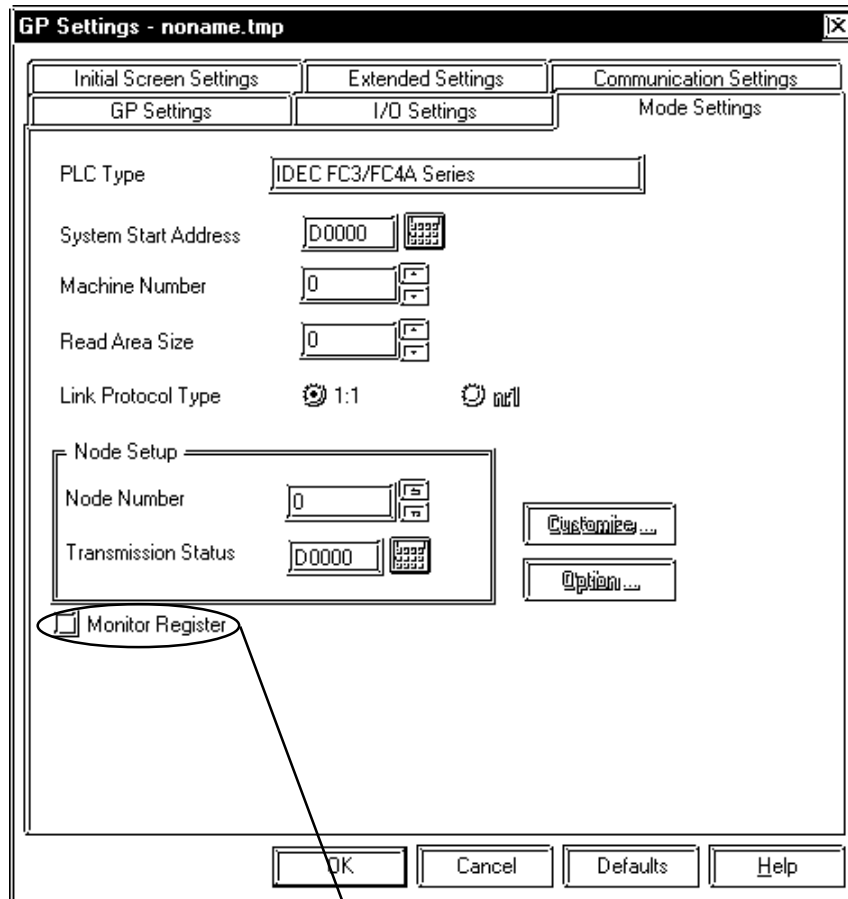 GP Settings - noname.tmp
Initial Screen Settings Extended Settings Communication Settings
GP Settings I/O Settings Mode Settings
PLC Type IDEC FC3/FC4A Series
System Start Address D0000
Machine Number 0
Read Area Size 0
Link Protocol Type 1:1 n:1
Node Setup
Node Number 0
Customize ...
Transmission Status D0000
Option ...
Monitor Register
OK Cancel Defaults Help